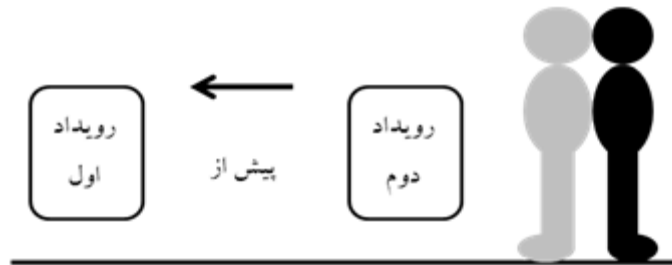 رویداد
دوم
پیش از
رویداد
اول